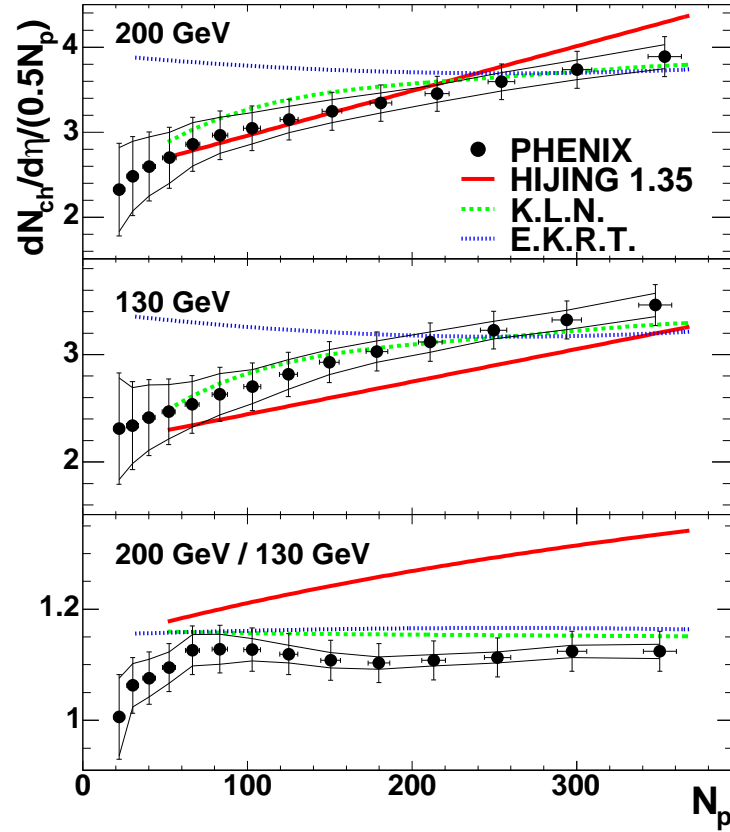 200 GeV
4
3
2
dN_ch/dη/(0.5N_p)
PHENIX
HIJING 1.35
K.L.N.
E.K.R.T.
130 GeV
3
2
200 GeV / 130 GeV
1.2
1
0 100 200 300
N_p